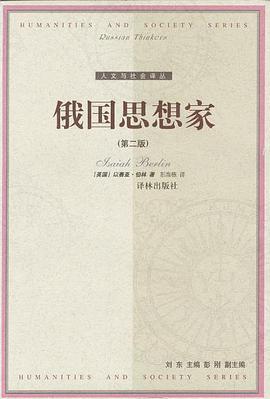 HUMANITIES AND SOCIETY SERIES
Russian Thinkers
人文与社会译丛
俄国思想家
(第二版)
Isaiah Berlin
[英国] 以赛亚·伯林 著 彭淮栋 译
译林出版社
刘东 主编 彭刚 副主编
HUMANITIES AND SOCIETY SERIES